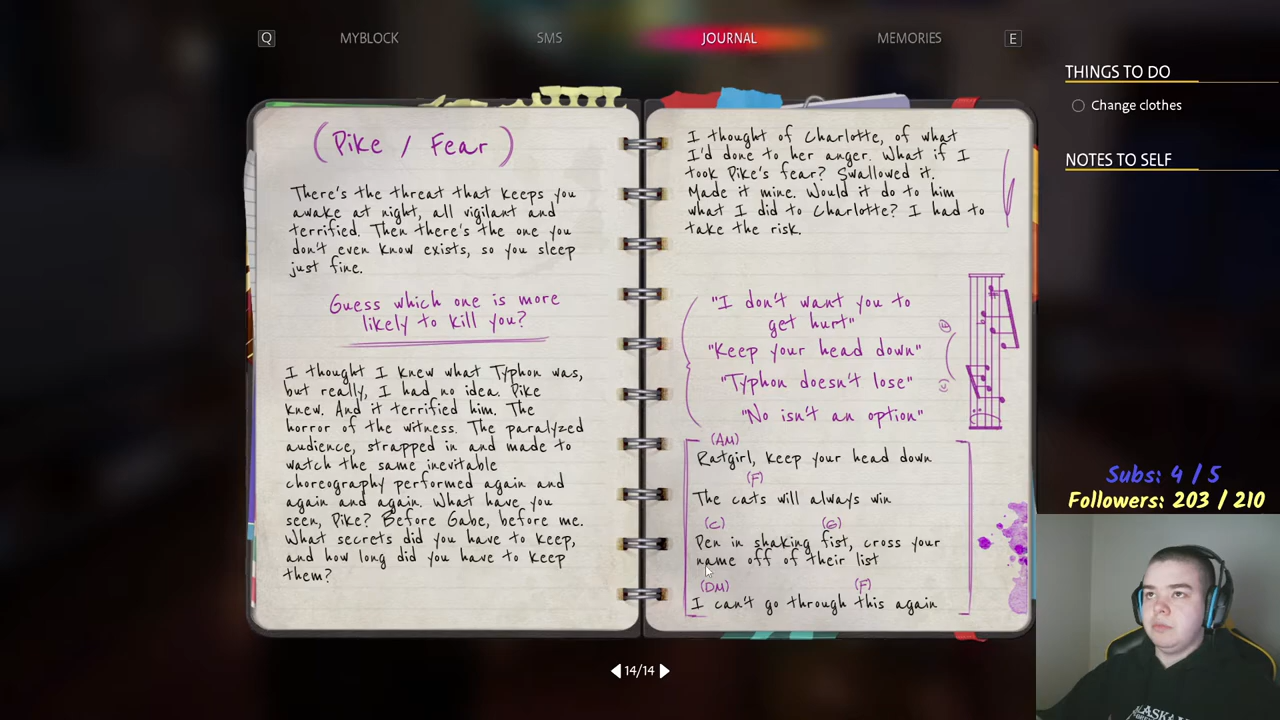 Q
MYBLOCK
SMS
JOURNAL
MEMORIES
E
THINGS TO DO
Change clothes
NOTES TO SELF
(Pike / Fear)
There's the threat that keeps you
awake at night, all vigilant and
terrified. Then there's the one you
don't even know exists, so you sleep
just fine.
Guess which one is more
likely to kill you?
I thought I knew what Typhon was,
but really, I had no idea. Pike
knew. And it terrified him. The
horror of the witness. The paralyzed
audience, strapped in and made to
watch the same inevitable
choreography performed again and
again and again. What have you
seen, Pike? Before Gabe, before me.
What secrets did you have to keep,
and how long did you have to keep
them?
I thought of Charlotte, of what
I'd done to her anger. What if I
took Pike's fear? Swallowed it.
Made it mine. Would it do to him
what I did to Charlotte? I had to
take the risk.
"I don't want you to
get hurt"
"Keep your head down"
"Typhon doesn't lose"
"No isn't an option"
(AM)
Ratgirl, keep your head down
(F)
The cats will always win
(C) (G)
Pen in shaking fist, cross your
name off of their list
(DM) (F)
I can't go through this again
14/14
Subs: 4 / 5
Followers: 203 / 210